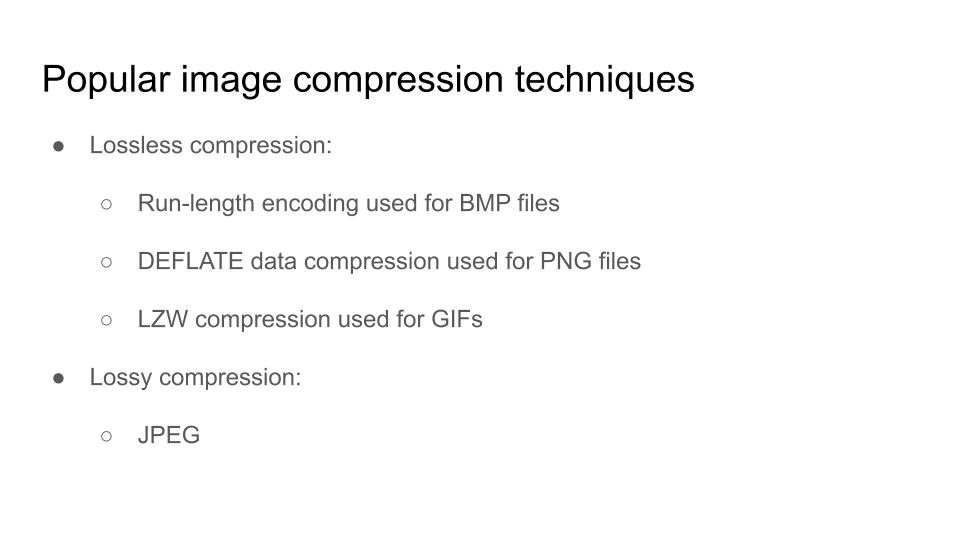 Popular image compression techniques
● Lossless compression:
○ Run-length encoding used for BMP files
○ DEFLATE data compression used for PNG files
○ LZW compression used for GIFs
● Lossy compression:
○ JPEG